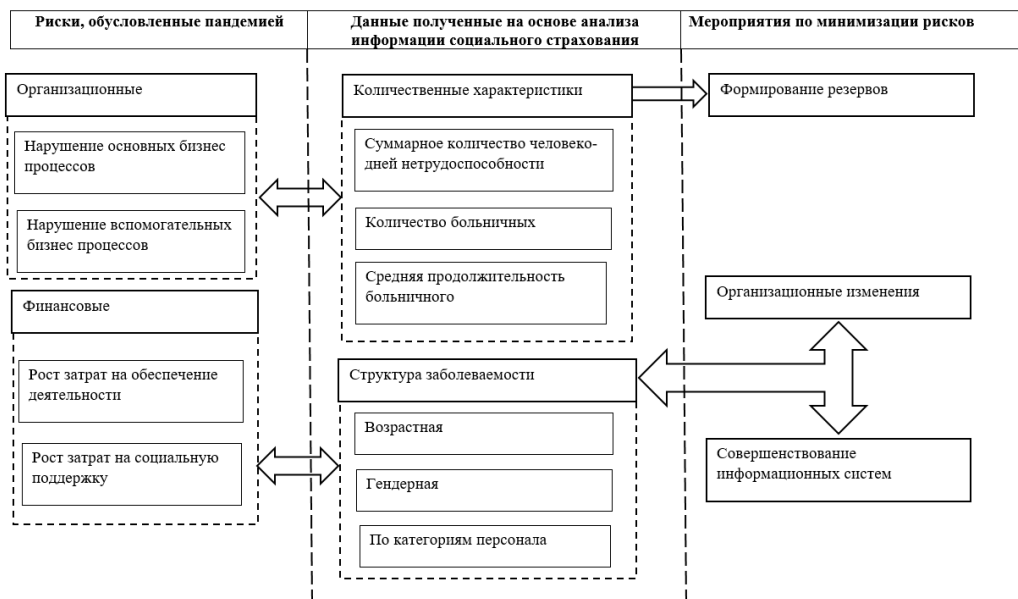 Риски, обусловленные пандемией
Данные полученные на основе анализа
информации социального страхования
Мероприятия по минимизации рисков
Организационные
Нарушение основных бизнес
процессов
Нарушение вспомогательных
бизнес процессов
Финансовые
Рост затрат на обеспечение
деятельности
Рост затрат на социальную
поддержку
Количественные характеристики
Суммарное количество человеко-
дней нетрудоспособности
Количество больничных
Средняя продолжительность
больничного
Структура заболеваемости
Возрастная
Гендерная
По категориям персонала
Формирование резервов
Организационные изменения
Совершенствование
информационных систем